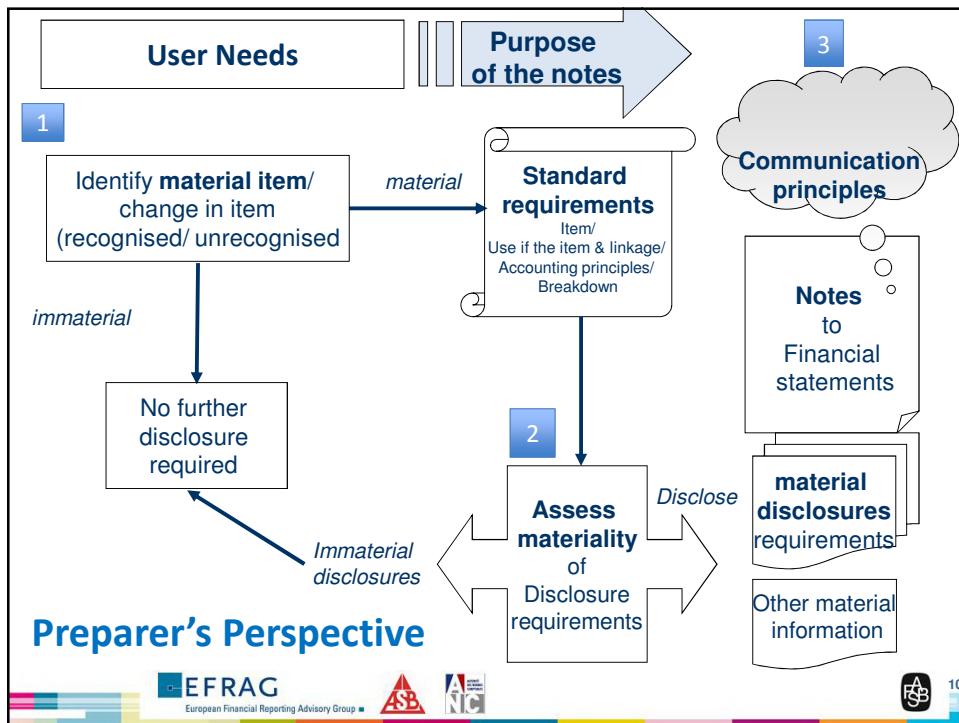 User Needs
Purpose
of the notes
3
1
Communication
principles
Identify material item/
change in item
(recognised/ unrecognised
material
Standard
requirements
Item/
Use if the item & linkage/
Accounting principles/
Breakdown
immaterial
Notes
to
Financial
statements
No further
disclosure
required
2
Assess
materiality
of
Disclosure
requirements
Disclose
material
disclosures
requirements
Immaterial
disclosures
Other material
information
Preparer's Perspective
EFRAG
European Financial Reporting Advisory Group
ASB
ANC
FASB
10